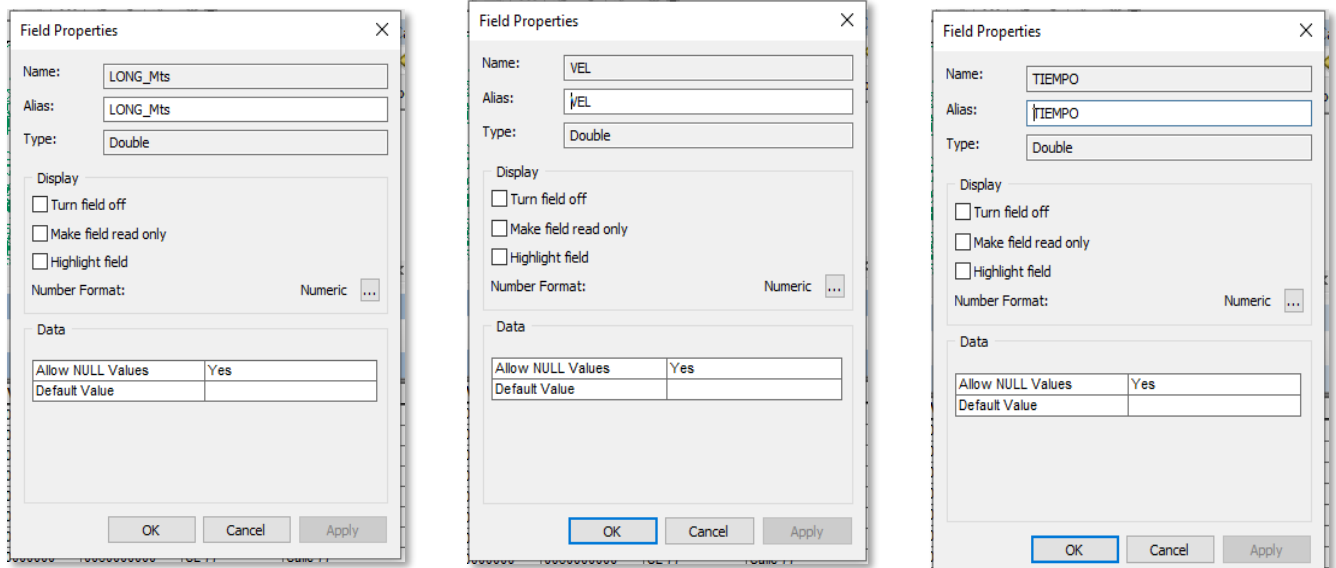 Field Properties
Name: LONG_Mts
Alias: LONG_Mts
Type: Double
Display
Turn field off
Make field read only
Highlight field
Number Format: Numeric ...
Data
Allow NULL Values Yes
Default Value
OK Cancel Apply
Field Properties
Name: VEL
Alias: VEL
Type: Double
Display
Turn field off
Make field read only
Highlight field
Number Format: Numeric ...
Data
Allow NULL Values Yes
Default Value
OK Cancel Apply
Field Properties
Name: TIEMPO
Alias: TIEMPO
Type: Double
Display
Turn field off
Make field read only
Highlight field
Number Format: Numeric ...
Data
Allow NULL Values Yes
Default Value
OK Cancel Apply